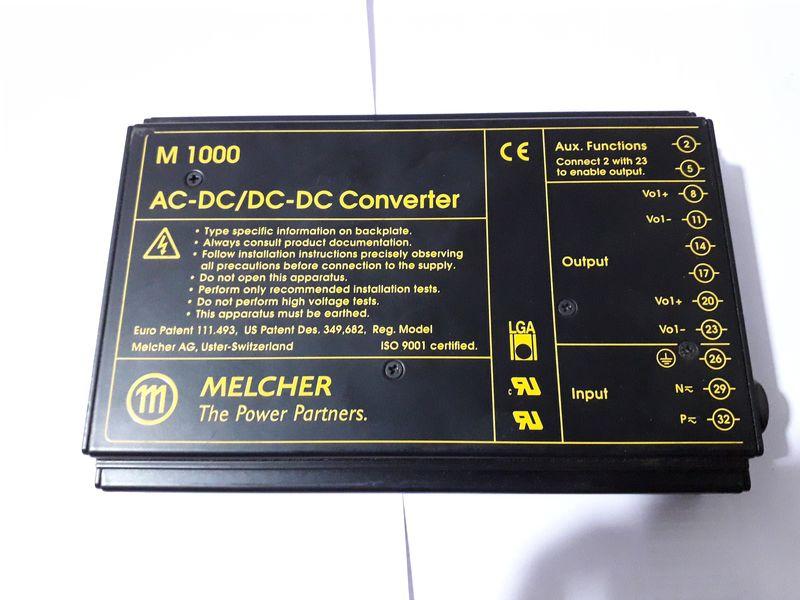 M 1000
AC-DC/DC-DC Converter
• Type specific information on backplate.
• Always consult product documentation.
• Follow installation instructions precisely observing
all precautions before connection to the supply.
• Do not open this apparatus.
• Perform only recommended installation tests.
• Do not perform high voltage tests.
• This apparatus must be earthed.
Euro Patent 111,493, US Patent Des. 349,682, Reg. Model
Melcher AG, Uster-Switzerland ISO 9001 certified.
m MELCHER
The Power Partners.
CE
LGA
c RU
RU
Aux. Functions 2
Connect 2 with 23
to enable output.
5
Vo1+ 8
Vo1- 11
14
Output
17
Vo1+ 20
Vo1- 23
26
Input
N 29
P 32